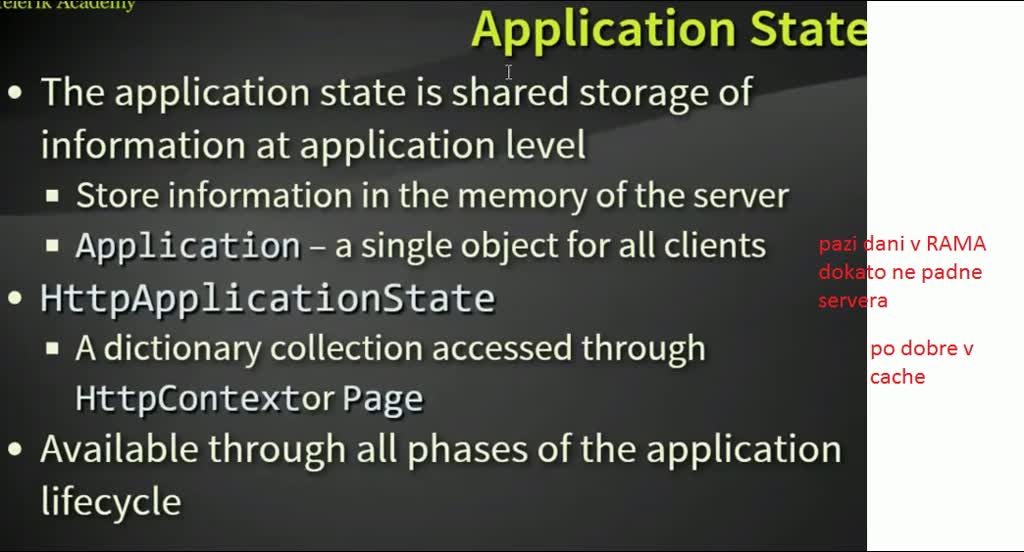 Telerik Academy
Application State
• The application state is shared storage of
information at application level
▪ Store information in the memory of the server
▪ Application – a single object for all clients
pazi dani v RAMA
dokato ne padne
servera
• HttpApplicationState
▪ A dictionary collection accessed through
HttpContextor Page
po dobre v
cache
• Available through all phases of the application
lifecycle